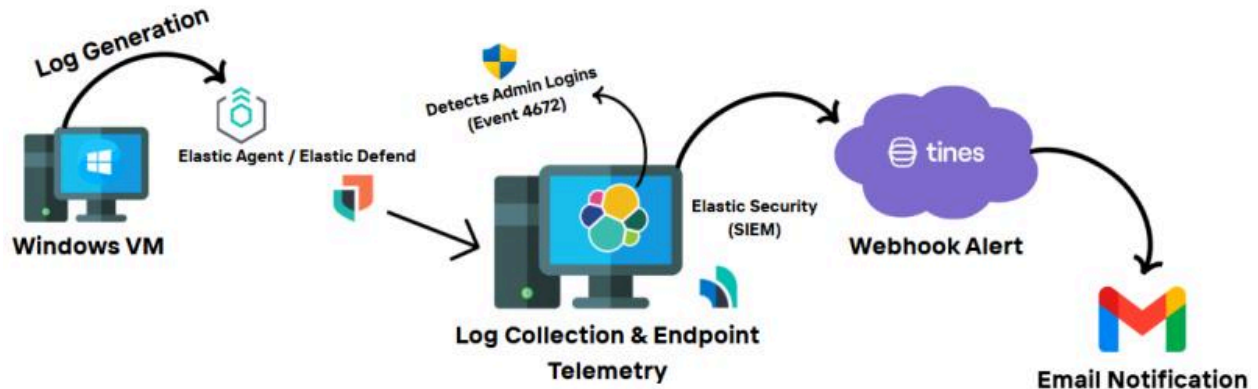 Log Generation
Elastic Agent / Elastic Defend
Windows VM
Detects Admin Logins
(Event 4672)
Elastic Security
(SIEM)
Log Collection & Endpoint
Telemetry
tines
Webhook Alert
Email Notification